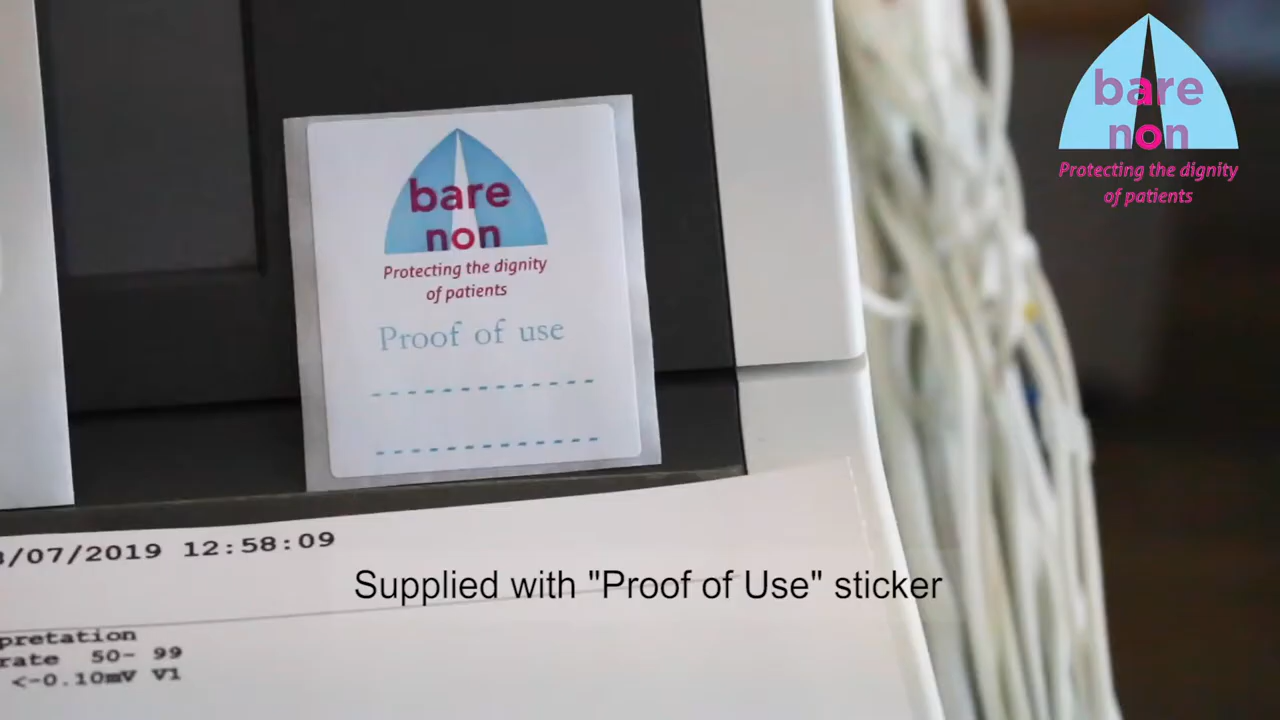 bare
non
Protecting the dignity
of patients
bare
non
Protecting the dignity
of patients
Proof of use
/07/2019 12:58:09
Supplied with "Proof of Use" sticker
pretation
rate 50- 99
<-0.10mV V1